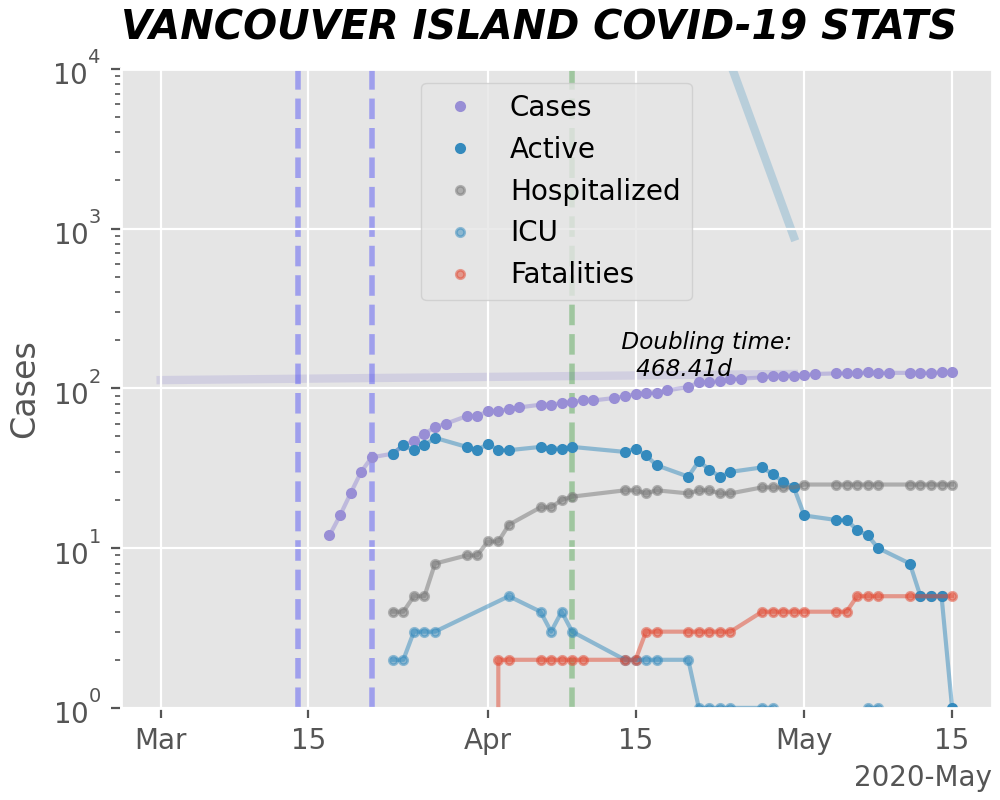 VANCOUVER ISLAND COVID-19 STATS
10^4
10^3
10^2
10^1
10^0
Cases
Cases
Active
Hospitalized
ICU
Fatalities
Doubling time:
468.41d
Mar 15 Apr 15 May 15
2020-May